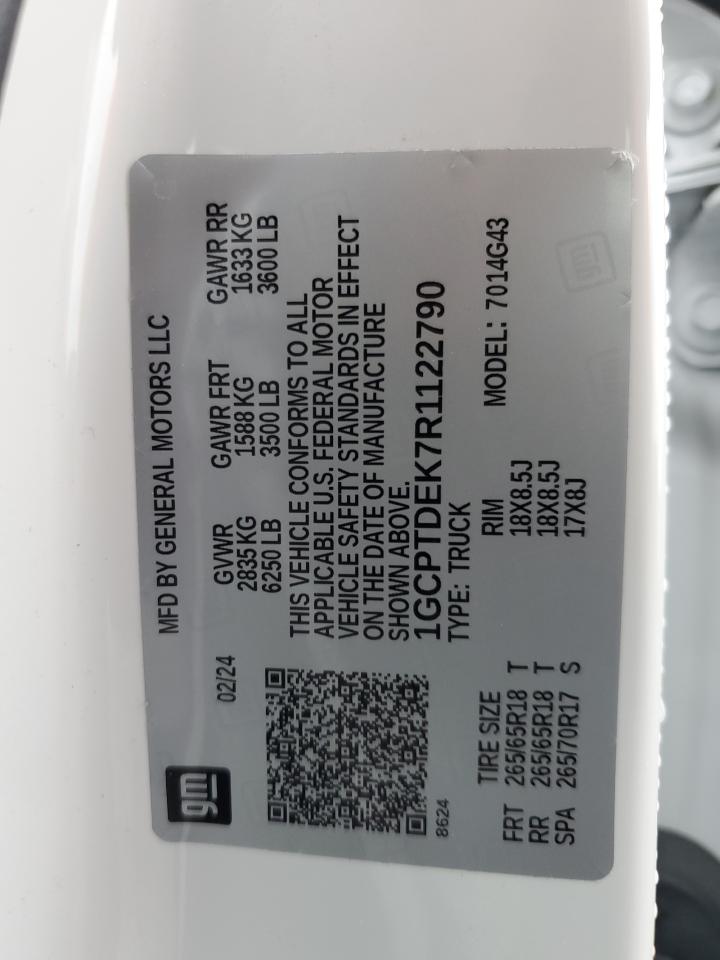 gm
MFD BY GENERAL MOTORS LLC
02/24
GVWR GAWR FRT GAWR RR
2835 KG 1588 KG 1633 KG
6250 LB 3500 LB 3600 LB
THIS VEHICLE CONFORMS TO ALL
APPLICABLE U.S. FEDERAL MOTOR
VEHICLE SAFETY STANDARDS IN EFFECT
ON THE DATE OF MANUFACTURE
SHOWN ABOVE.
1GCPTDEK7R1122790
8624
TYPE: TRUCK
TIRE SIZE RIM MODEL: 7014G43
FRT 265/65R18 T 18X8.5J
RR 265/65R18 T 18X8.5J
SPA 265/70R17 S 17X8J
gm